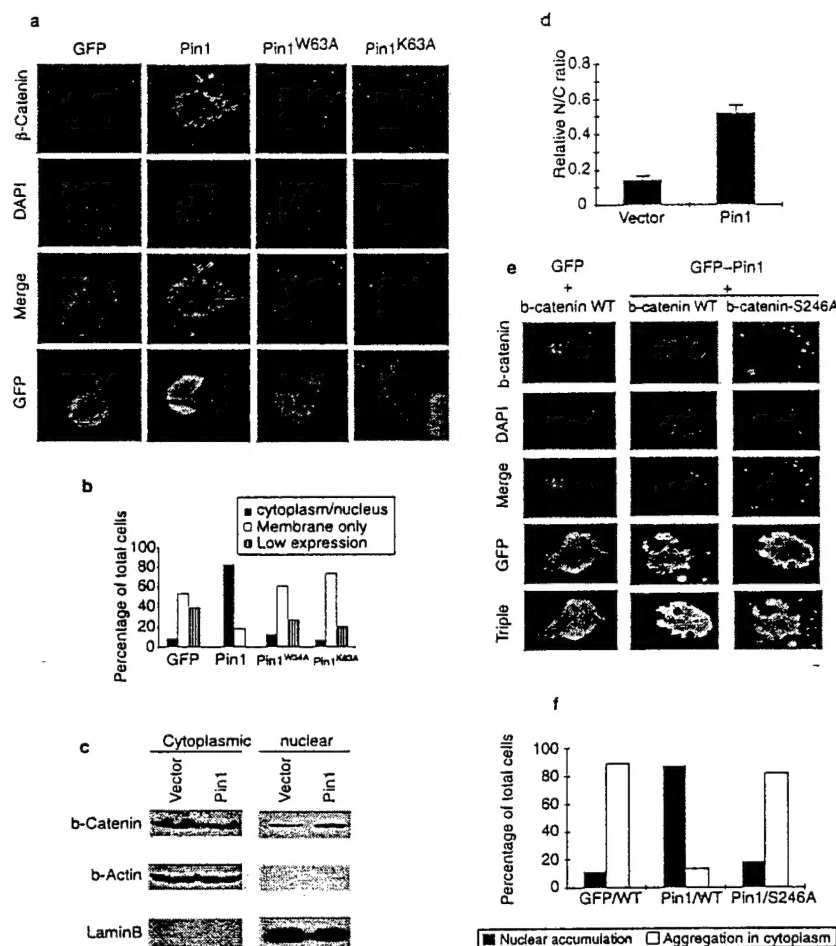 a
GFP Pin1 Pin1W63A Pin1K63A
β-Catenin
DAPI
Merge
GFP
b
cytoplasm/nucleus
Membrane only
Low expression
Percentage of total cells
100
80
60
40
20
0
GFP Pin1 Pin1W34A Pin1K63A
c
Cytoplasmic nuclear
Vector Pin1 Vector Pin1
b-Catenin
b-Actin
LaminB
d
Relative N/C ratio
0.8
0.6
0.4
0.2
0
Vector Pin1
e
GFP GFP–Pin1
+ +
b-catenin WT b-catenin WT b-catenin-S246A
b-catenin
DAPI
Merge
GFP
Triple
f
Percentage of total cells
100
80
60
40
20
0
GFP/WT Pin1/WT Pin1/S246A
Nuclear accumulation Aggregation in cytoplasm